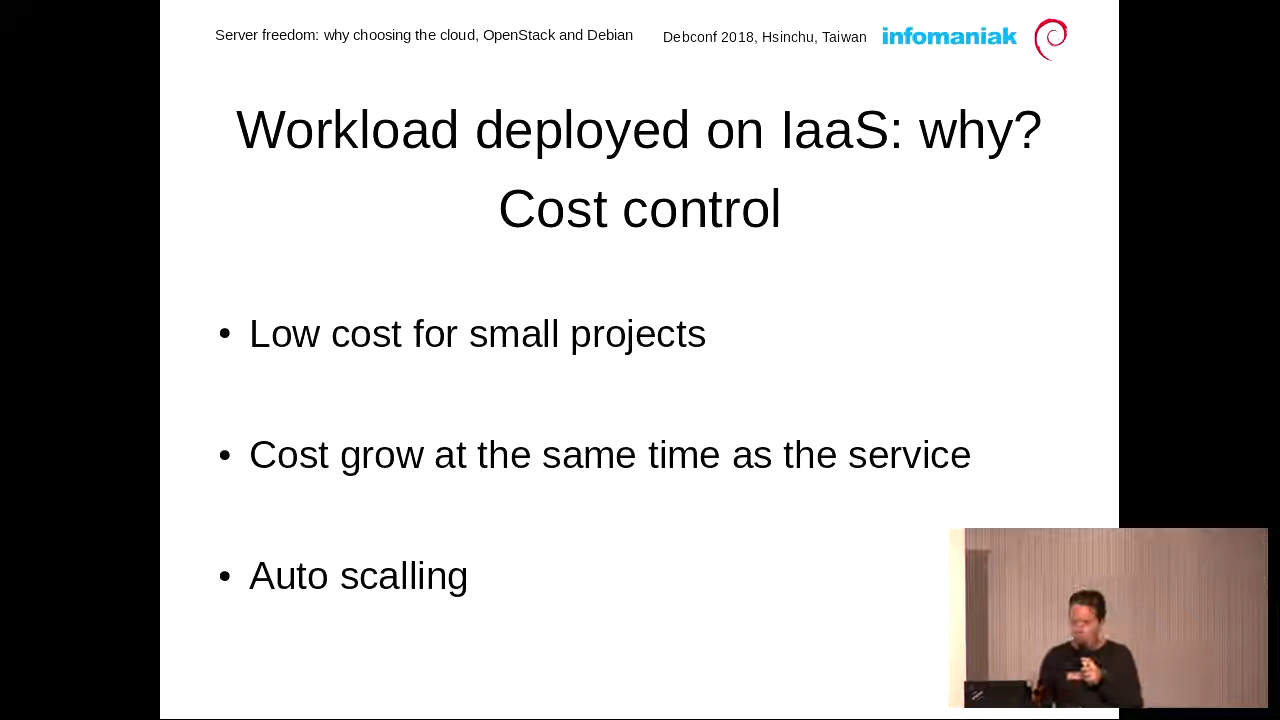 Server freedom: why choosing the cloud, OpenStack and Debian
Debconf 2018, Hsinchu, Taiwan
infomaniak
Workload deployed on IaaS: why?
Cost control
• Low cost for small projects
• Cost grow at the same time as the service
• Auto scalling